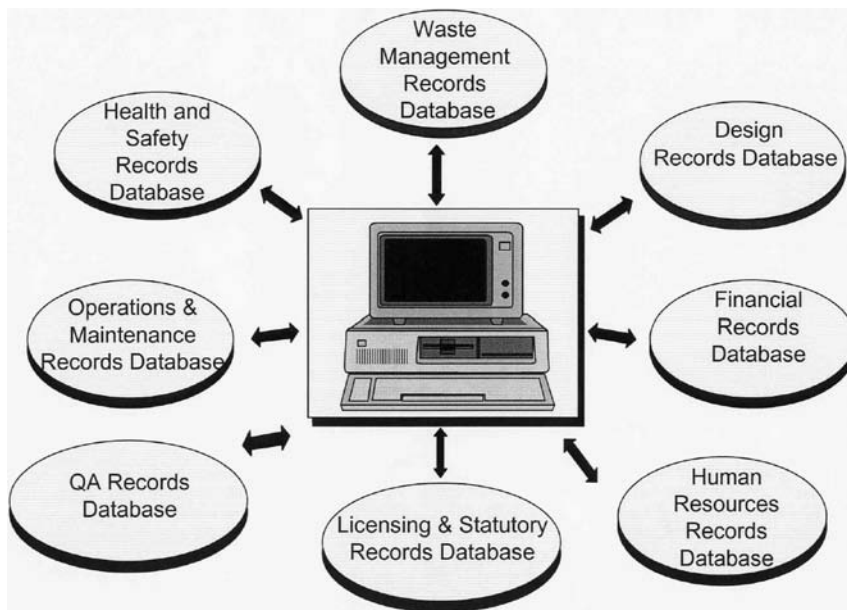 Waste
Management
Records
Database
Health and
Safety
Records
Database
Design
Records Database
Operations &
Maintenance
Records Database
Financial
Records
Database
QA Records
Database
Licensing & Statutory
Records Database
Human
Resources
Records
Database